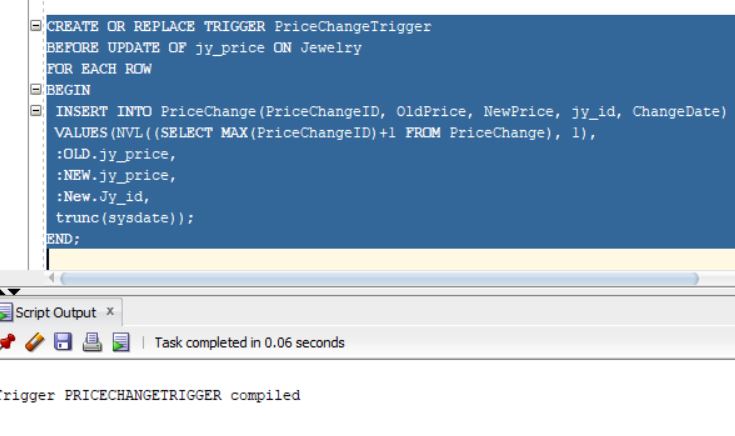 CREATE OR REPLACE TRIGGER PriceChangeTrigger
BEFORE UPDATE OF jy_price ON Jewelry
FOR EACH ROW
BEGIN
INSERT INTO PriceChange(PriceChangeID, OldPrice, NewPrice, jy_id, ChangeDate)
VALUES(NVL((SELECT MAX(PriceChangeID)+1 FROM PriceChange), 1),
:OLD.jy_price,
:NEW.jy_price,
:New.Jy_id,
trunc(sysdate));
END;
Script Output x
Task completed in 0.06 seconds
Trigger PRICECHANGETRIGGER compiled